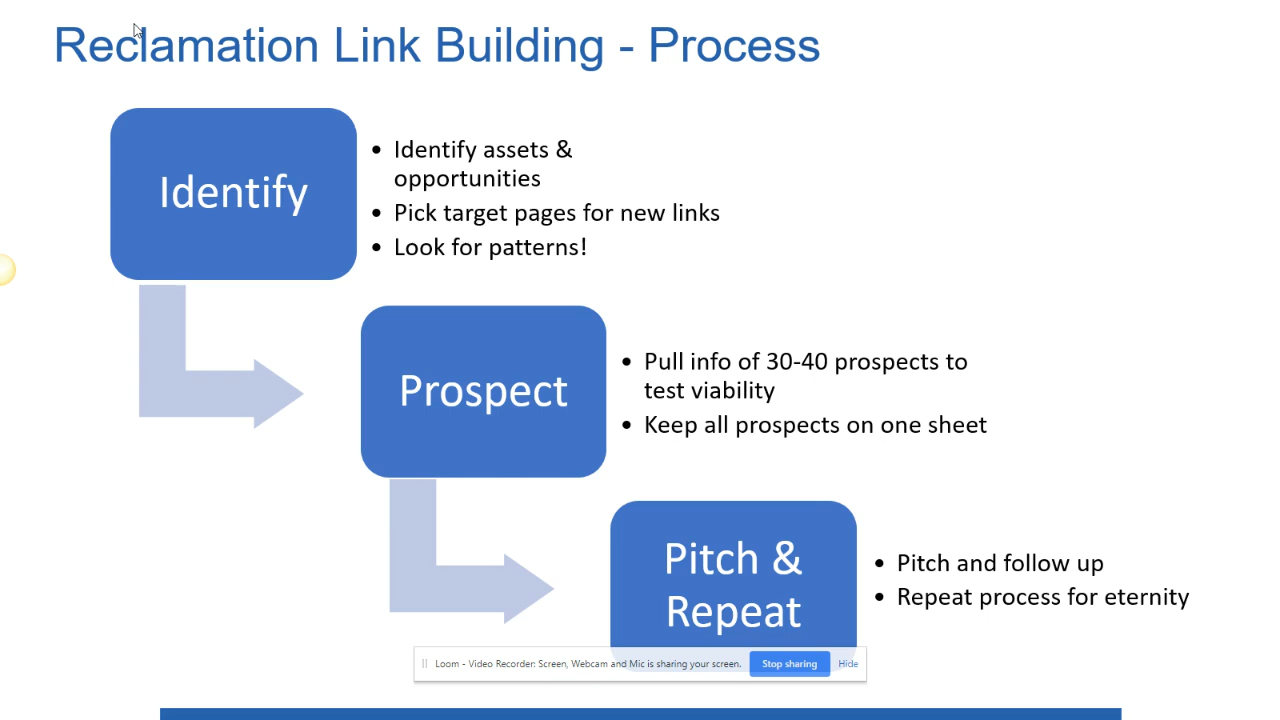 Reclamation Link Building - Process
Identify
• Identify assets &
opportunities
• Pick target pages for new links
• Look for patterns!
Prospect
• Pull info of 30-40 prospects to
test viability
• Keep all prospects on one sheet
Pitch &
Repeat
• Pitch and follow up
• Repeat process for eternity
Loom - Video Recorder: Screen, Webcam and Mic is sharing your screen. Stop sharing Hide